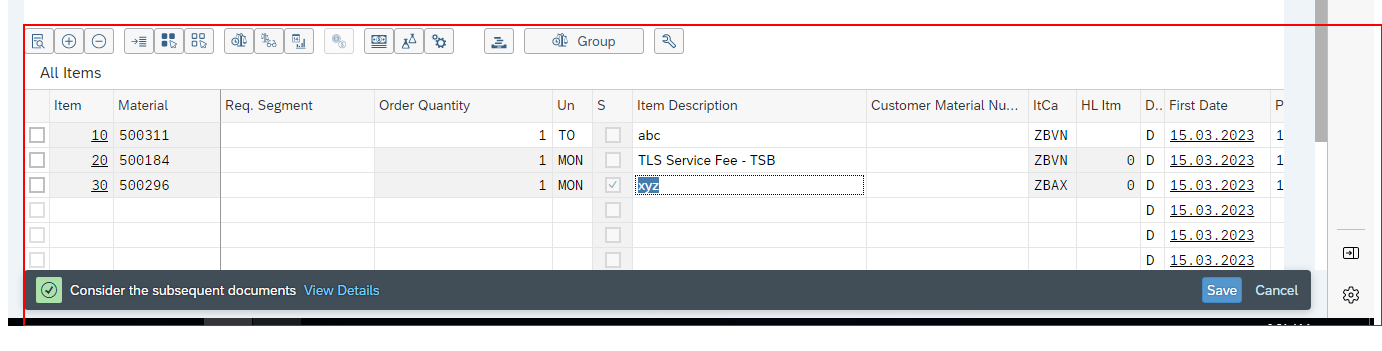 Group
All Items
Item Material Req. Segment Order Quantity Un S Item Description Customer Material Nu... ItCa HL Itm D.. First Date P
10 500311 1 TO abc ZBVN D 15.03.2023 1
20 500184 1 MON TLS Service Fee - TSB ZBVN 0 D 15.03.2023 1
30 500296 1 MON xyz ZBAX 0 D 15.03.2023 1
D 15.03.2023
D 15.03.2023
D 15.03.2023
Consider the subsequent documents View Details Save Cancel